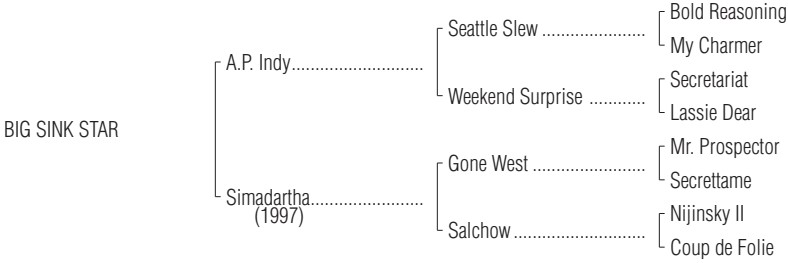 Bold Reasoning
Seattle Slew ......................
My Charmer
A.P. Indy............................
Secretariat
Weekend Surprise ............
Lassie Dear
BIG SINK STAR
Mr. Prospector
Gone West ........................
Secrettame
Simadartha........................
(1997)
Nijinsky II
Salchow ............................
Coup de Folie